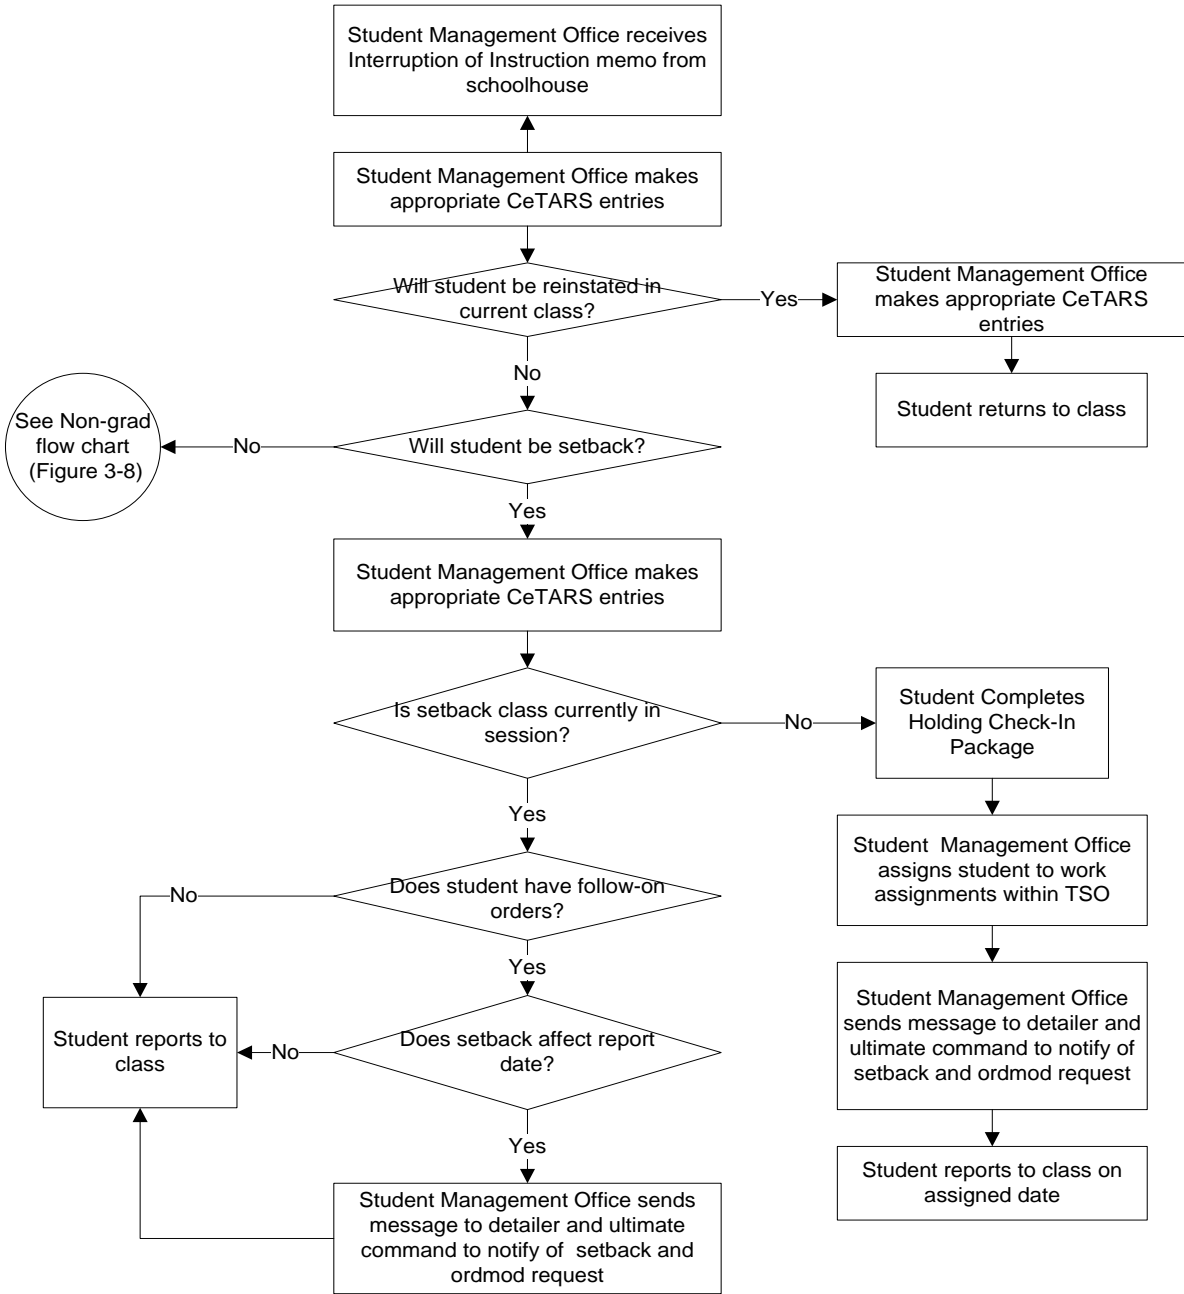 Student Management Office receives
Interruption of Instruction memo from
schoolhouse
Student Management Office makes
appropriate CeTARS entries
Will student be reinstated in
current class?
Yes
Student Management Office
makes appropriate CeTARS
entries
Student returns to class
No
See Non-grad
flow chart
(Figure 3-8)
No
Will student be setback?
Yes
Student Management Office makes
appropriate CeTARS entries
Is setback class currently in
session?
No
Student Completes
Holding Check-In
Package
Yes
Student Management Office
assigns student to work
assignments within TSO
Does student have follow-on
orders?
No
Yes
Student Management Office
sends message to detailer and
ultimate command to notify of
setback and ordmod request
Student reports to
class
No
Does setback affect report
date?
Yes
Student reports to class on
assigned date
Student Management Office sends
message to detailer and ultimate
command to notify of setback and
ordmod request